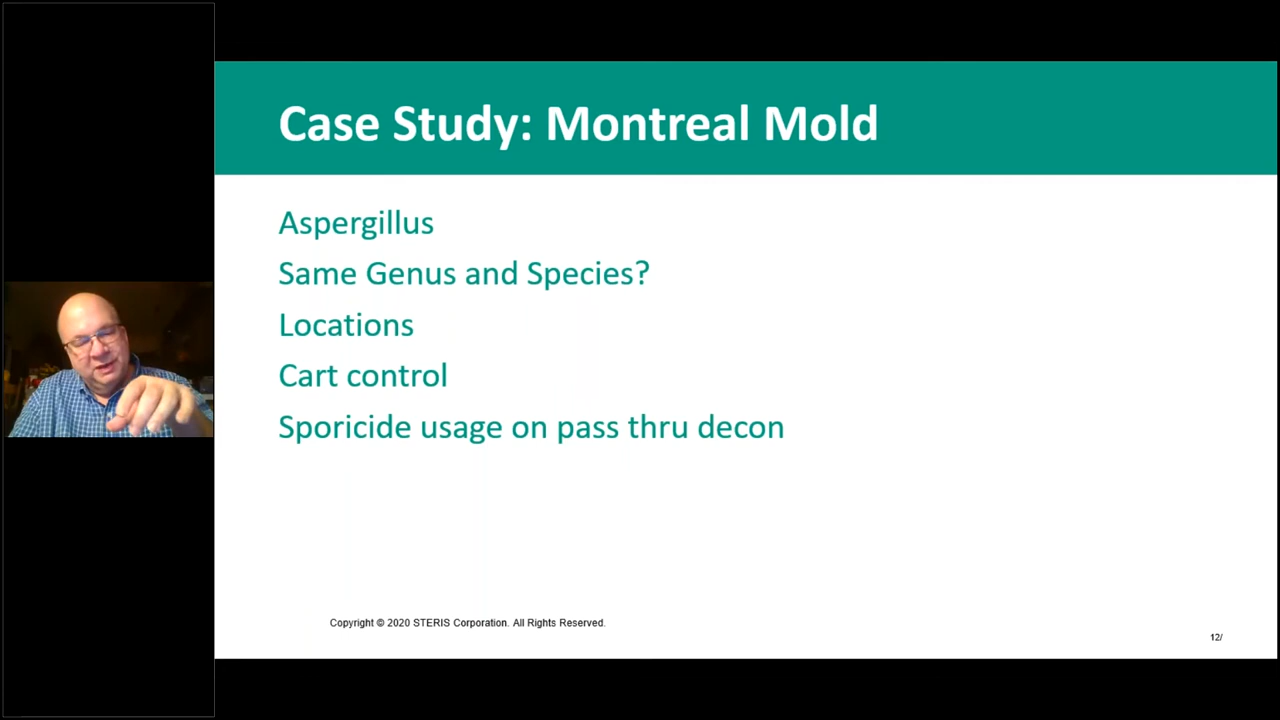 Case Study: Montreal Mold
Aspergillus
Same Genus and Species?
Locations
Cart control
Sporicide usage on pass thru decon
Copyright © 2020 STERIS Corporation. All Rights Reserved.
12/